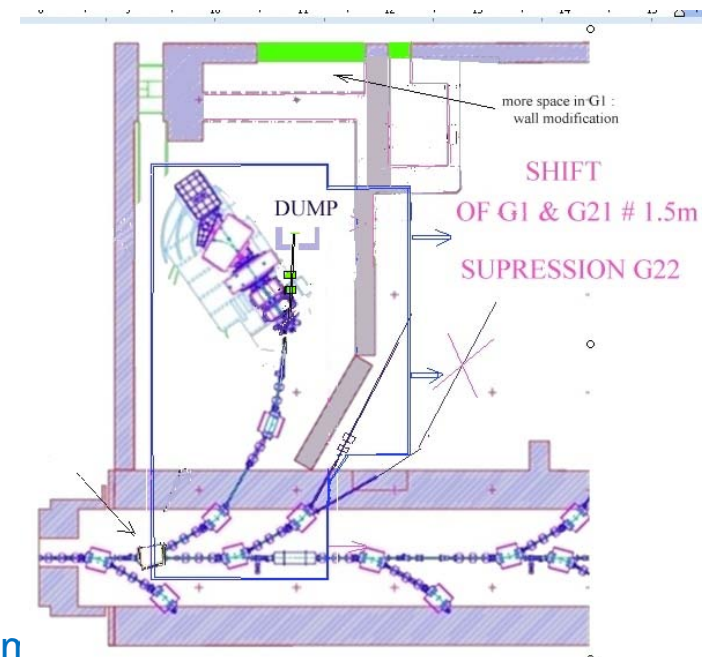 more space in G1 :
wall modification
SHIFT
DUMP
OF G1 & G21 # 1.5m
SUPRESSION G22